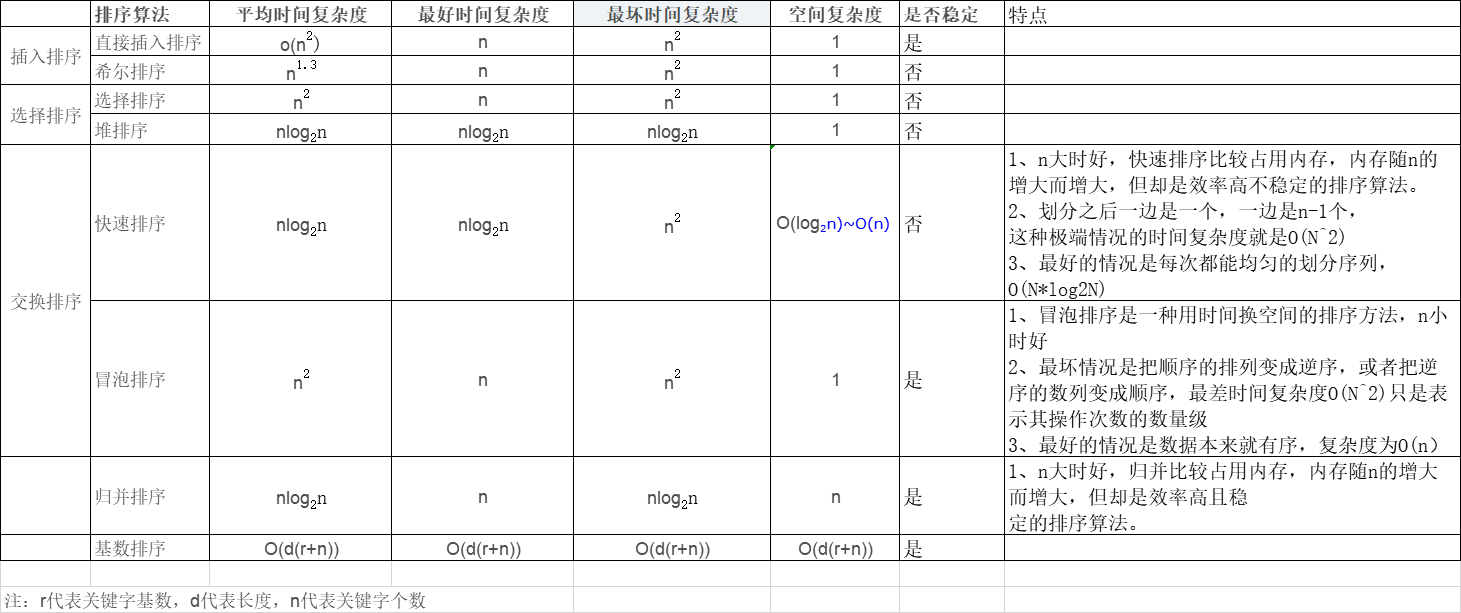 排序算法 平均时间复杂度 最好时间复杂度 最坏时间复杂度 空间复杂度 是否稳定 特点
插入排序
直接插入排序 o(n²) n n² 1 是
希尔排序 n¹·³ n n² 1 否
选择排序
选择排序 n² n n² 1 否
堆排序 nlog₂n nlog₂n nlog₂n 1 否
交换排序
快速排序 nlog₂n nlog₂n n² O(log₂n)~O(n) 否
1、n大时好，快速排序比较占用内存，内存随n的
增大而增大，但却是效率高不稳定的排序算法。
2、划分之后一边是一个，一边是n-1个，
这种极端情况的时间复杂度就是O(N^2)
3、最好的情况是每次都能均匀的划分序列，
O(N*log2N)
冒泡排序 n² n n² 1 是
1、冒泡排序是一种用时间换空间的排序方法，n小
时好
2、最坏情况是把顺序的排列变成逆序，或者把逆
序的数列变成顺序，最差时间复杂度O(N^2)只是表
示其操作次数的数量级
3、最好的情况是数据本来就有序，复杂度为O(n）
归并排序 nlog₂n n nlog₂n n 是
1、n大时好，归并比较占用内存，内存随n的增大
而增大，但却是效率高且稳
定的排序算法。
基数排序 O(d(r+n)) O(d(r+n)) O(d(r+n)) O(d(r+n)) 是
注：r代表关键字基数，d代表长度，n代表关键字个数